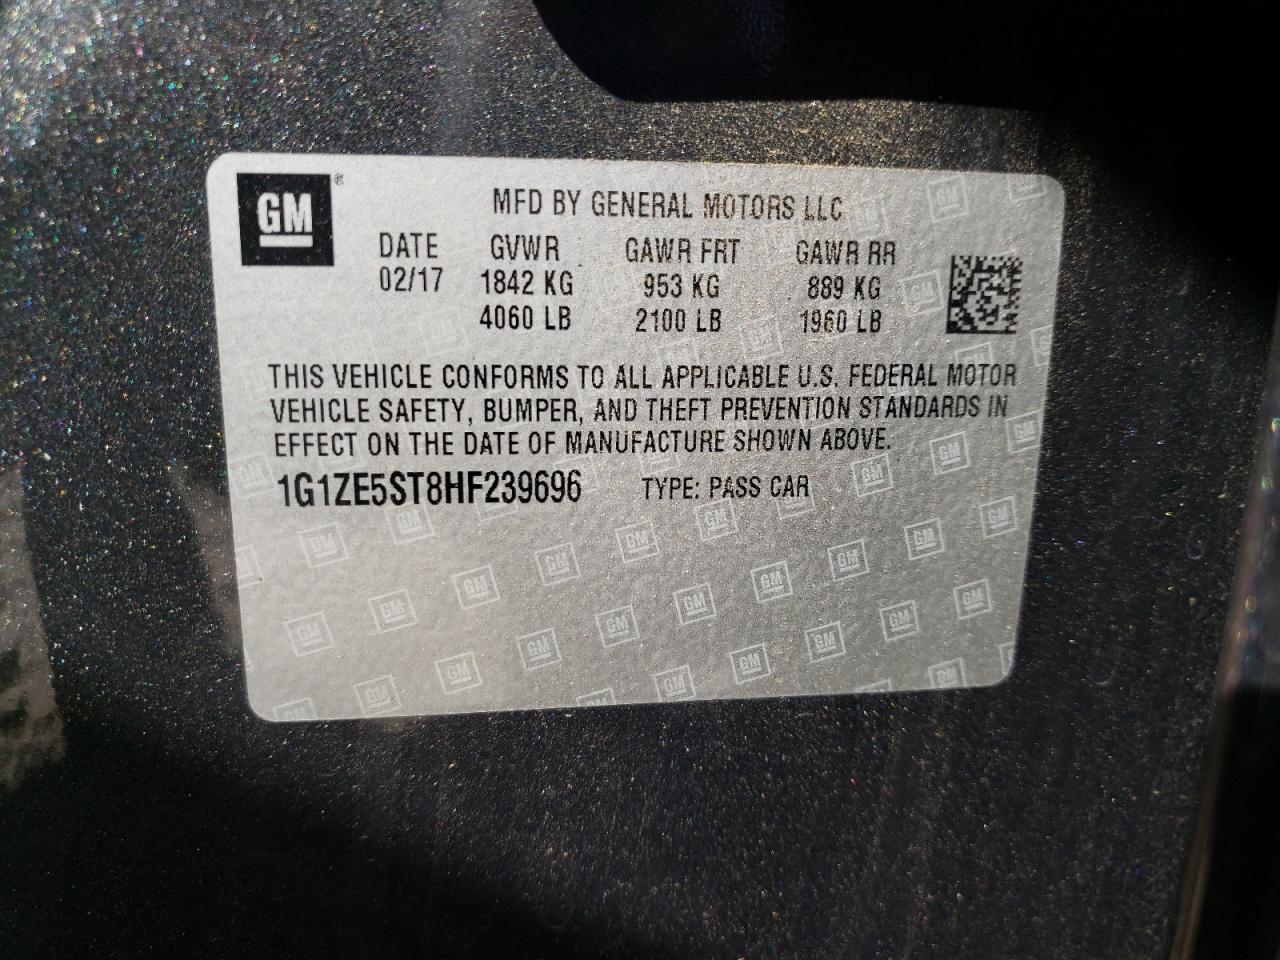 GM®
MFD BY GENERAL MOTORS LLC
DATE GVWR GAWR FRT GAWR RR
02/17 1842 KG 953 KG 889 KG
4060 LB 2100 LB 1960 LB
THIS VEHICLE CONFORMS TO ALL APPLICABLE U.S. FEDERAL MOTOR
VEHICLE SAFETY, BUMPER, AND THEFT PREVENTION STANDARDS IN
EFFECT ON THE DATE OF MANUFACTURE SHOWN ABOVE.
1G1ZE5ST8HF239696 TYPE: PASS CAR